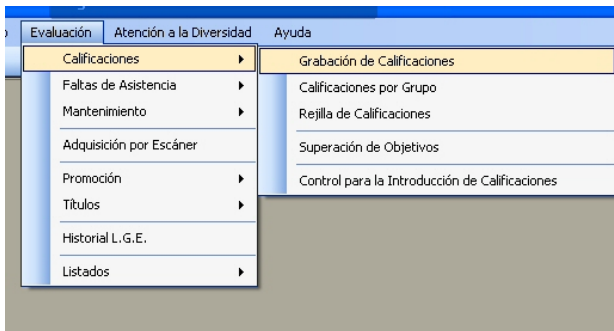 Evaluación Atención a la Diversidad Ayuda
Calificaciones
Faltas de Asistencia
Mantenimiento
Adquisición por Escáner
Promoción
Títulos
Historial L.G.E.
Listados
Grabación de Calificaciones
Calificaciones por Grupo
Rejilla de Calificaciones
Superación de Objetivos
Control para la Introducción de Calificaciones